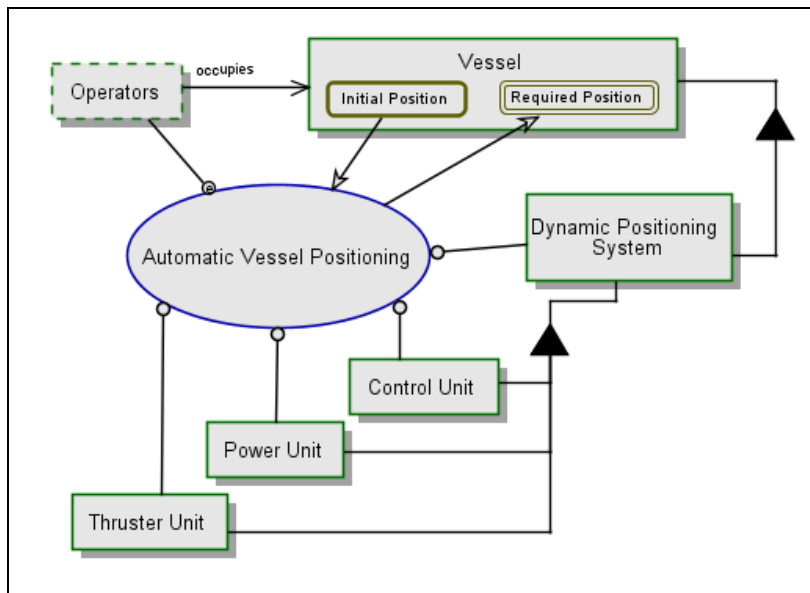 Vessel
occupies
Operators
Initial Position
Required Position
e
Dynamic Positioning
System
Automatic Vessel Positioning
Control Unit
Power Unit
Thruster Unit